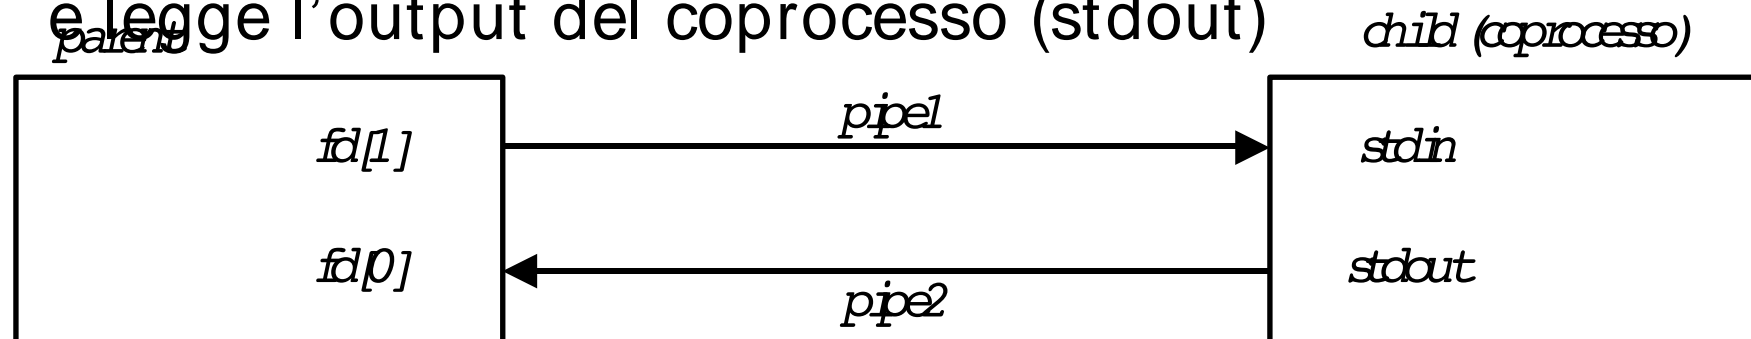 e legge l'output del coprocesso (stdout)
parent
child (coprocesso)
pipe1
fd[1]
stdin
fd[0]
stdout
pipe2